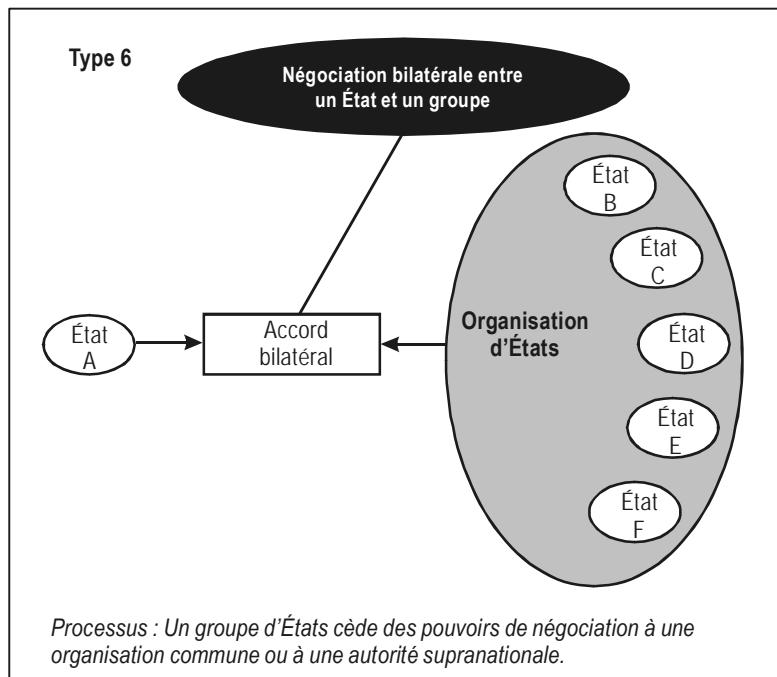 Type 6
Négociation bilatérale entre
un État et un groupe
État
B
État
C
État
A
Accord
bilatéral
Organisation
d’États
État
D
État
E
État
F
Processus : Un groupe d’États cède des pouvoirs de négociation à une
organisation commune ou à une autorité supranationale.